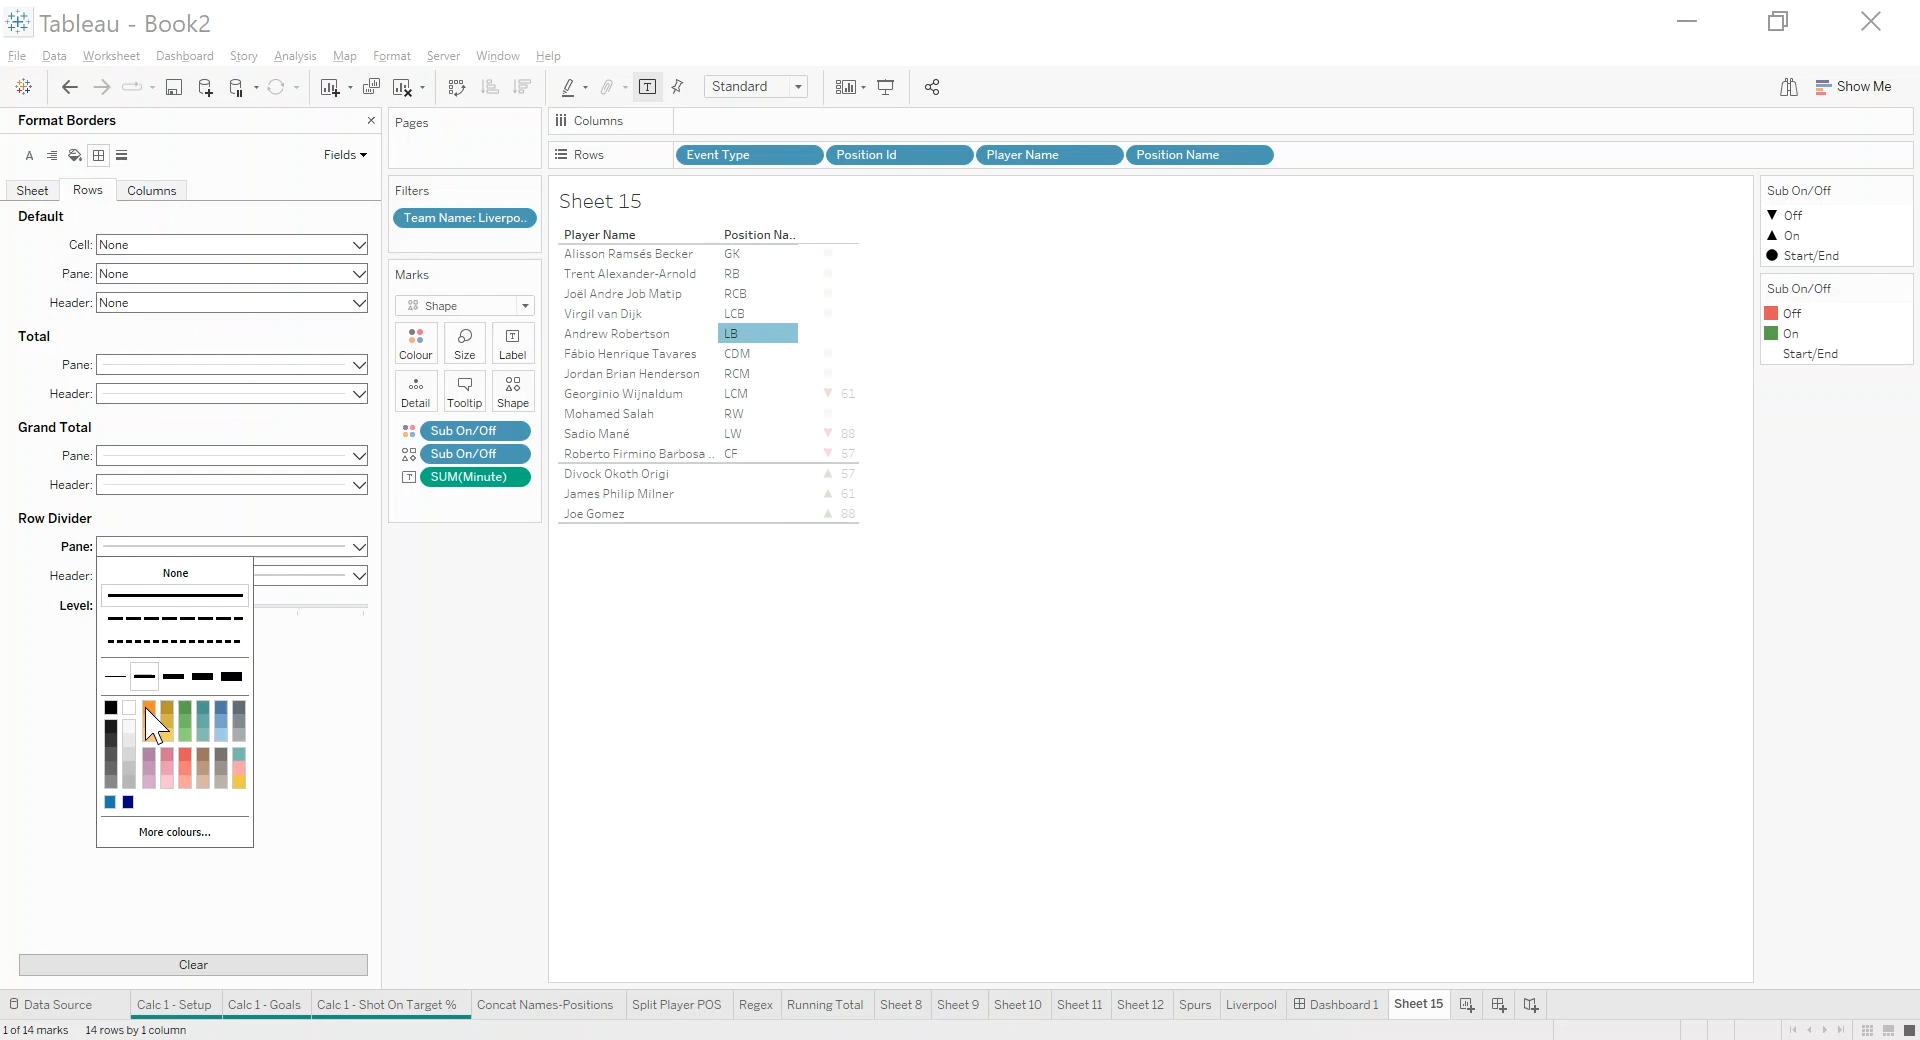 Tableau - Book2
File Data Worksheet Dashboard Story Analysis Map Format Server Window Help
Standard
Show Me
Format Borders
Fields
Sheet Rows Columns
Default
Cell: None
Pane: None
Header: None
Total
Pane:
Header:
Grand Total
Pane:
Header:
Row Divider
Pane:
Header:
Level:
None
More colours...
Clear
Pages
Filters
Team Name: Liverpo..
Marks
Shape
Colour Size Label
Detail Tooltip Shape
Sub On/Off
Sub On/Off
SUM(Minute)
Columns
Rows Event Type Position Id Player Name Position Name
Sheet 15
Player Name Position Na..
Alisson Ramsés Becker GK
Trent Alexander-Arnold RB
Joël Andre Job Matip RCB
Virgil van Dijk LCB
Andrew Robertson LB
Fábio Henrique Tavares CDM
Jordan Brian Henderson RCM
Georginio Wijnaldum LCM 61
Mohamed Salah RW
Sadio Mané LW 88
Roberto Firmino Barbosa .. CF 57
Divock Okoth Origi 57
James Philip Milner 61
Joe Gomez 88
Sub On/Off
Off
On
Start/End
Sub On/Off
Off
On
Start/End
Data Source Calc 1 - Setup Calc 1 - Goals Calc 1 - Shot On Target % Concat Names-Positions Split Player POS Regex Running Total Sheet 8 Sheet 9 Sheet 10 Sheet 11 Sheet 12 Spurs Liverpool Dashboard 1 Sheet 15
1 of 14 marks 14 rows by 1 column